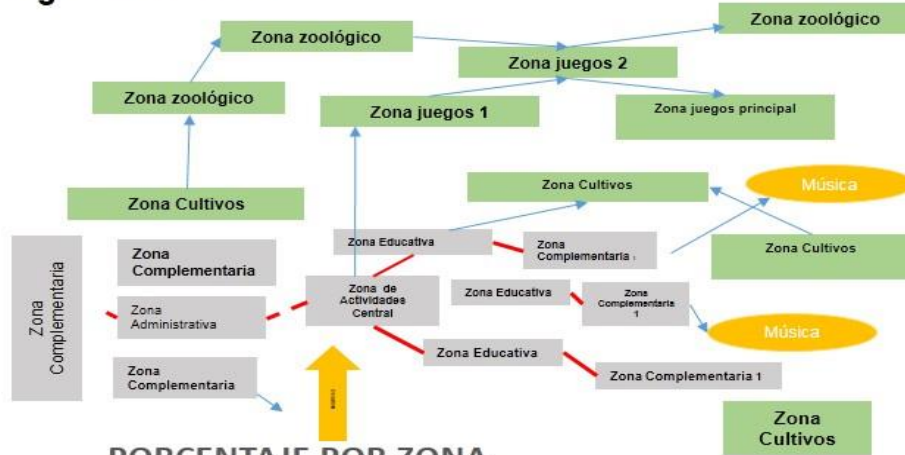 Zona zoológico
Zona zoológico
Zona juegos 2
Zona zoológico
Zona juegos 1
Zona juegos principal
Zona Cultivos
Zona Cultivos
Música
Zona
Complementaria
Zona
Complementaria
Zona Educativa
Zona
Complementaria 1
Zona Cultivos
Zona de
Actividades
Central
Zona Educativa
Zona
Complementaria
1
Zona
Administrativa
Música
Zona Educativa
Zona
Complementaria
Zona Complementaria 1
Zona
Cultivos
PORCENTAJE POR ZONA